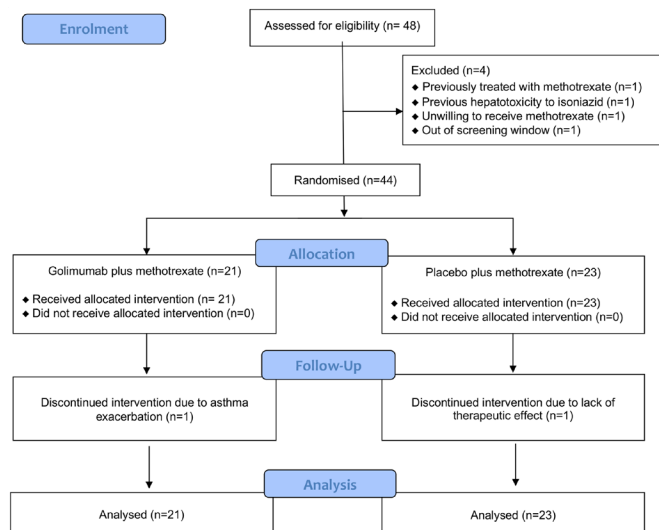 Enrolment
Assessed for eligibility (n= 48)
Excluded (n=4)
◆ Previously treated with methotrexate (n=1)
◆ Previous hepatotoxicity to isoniazid (n=1)
◆ Unwilling to receive methotrexate (n=1)
◆ Out of screening window (n=1)
Randomised (n=44)
Allocation
Golimumab plus methotrexate (n=21)
◆ Received allocated intervention (n= 21)
◆ Did not receive allocated intervention (n=0)
Placebo plus methotrexate (n=23)
◆ Received allocated intervention (n=23)
◆ Did not receive allocated intervention (n=0)
Follow-Up
Discontinued intervention due to asthma
exacerbation (n=1)
Discontinued intervention due to lack of
therapeutic effect (n=1)
Analysis
Analysed (n=21)
Analysed (n=23)